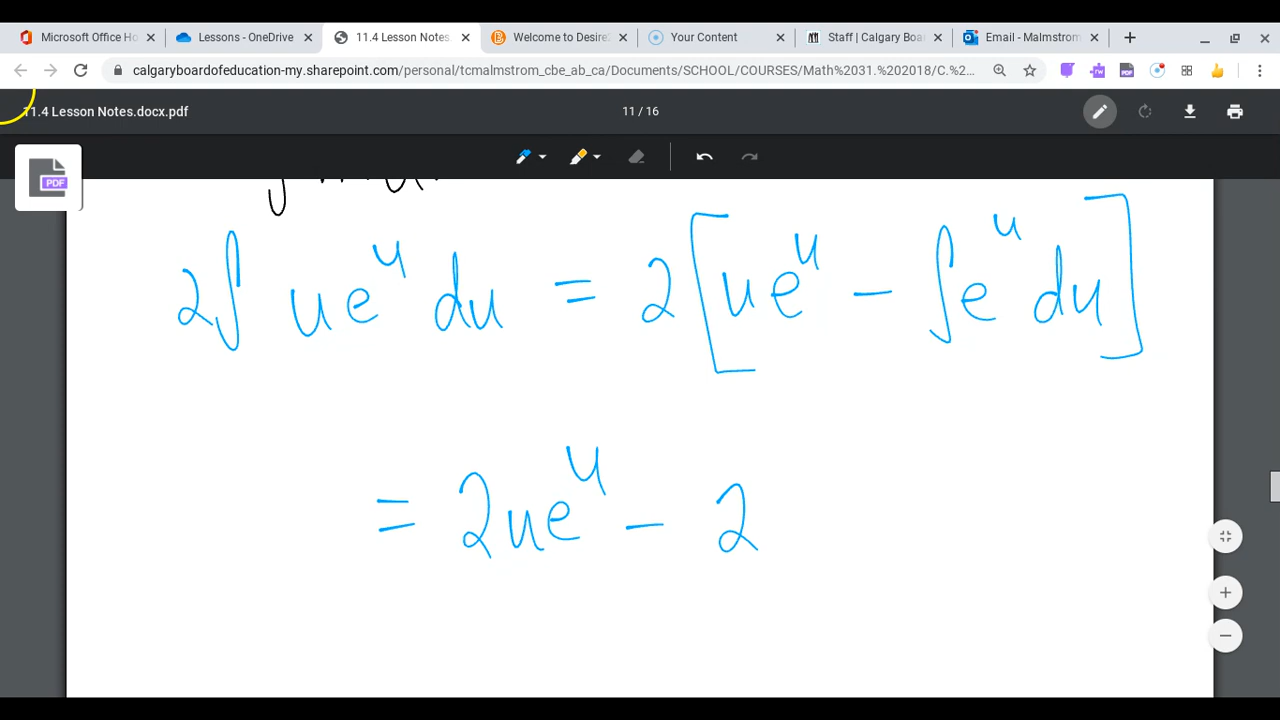 Microsoft Office Ho
Lessons - OneDrive
11.4 Lesson Notes.
Welcome to Desire2
Your Content
Staff | Calgary Boa
Email - Malmstrom
calgaryboardofeducation-my.sharepoint.com/personal/tcmalmstrom_cbe_ab_ca/Documents/SCHOOL/COURSES/Math%2031.%202018/C.%2...
11.4 Lesson Notes.docx.pdf
11 / 16
PDF
2∫ ue^u du = 2[ue^u − ∫e^u du]
= 2ue^u − 2